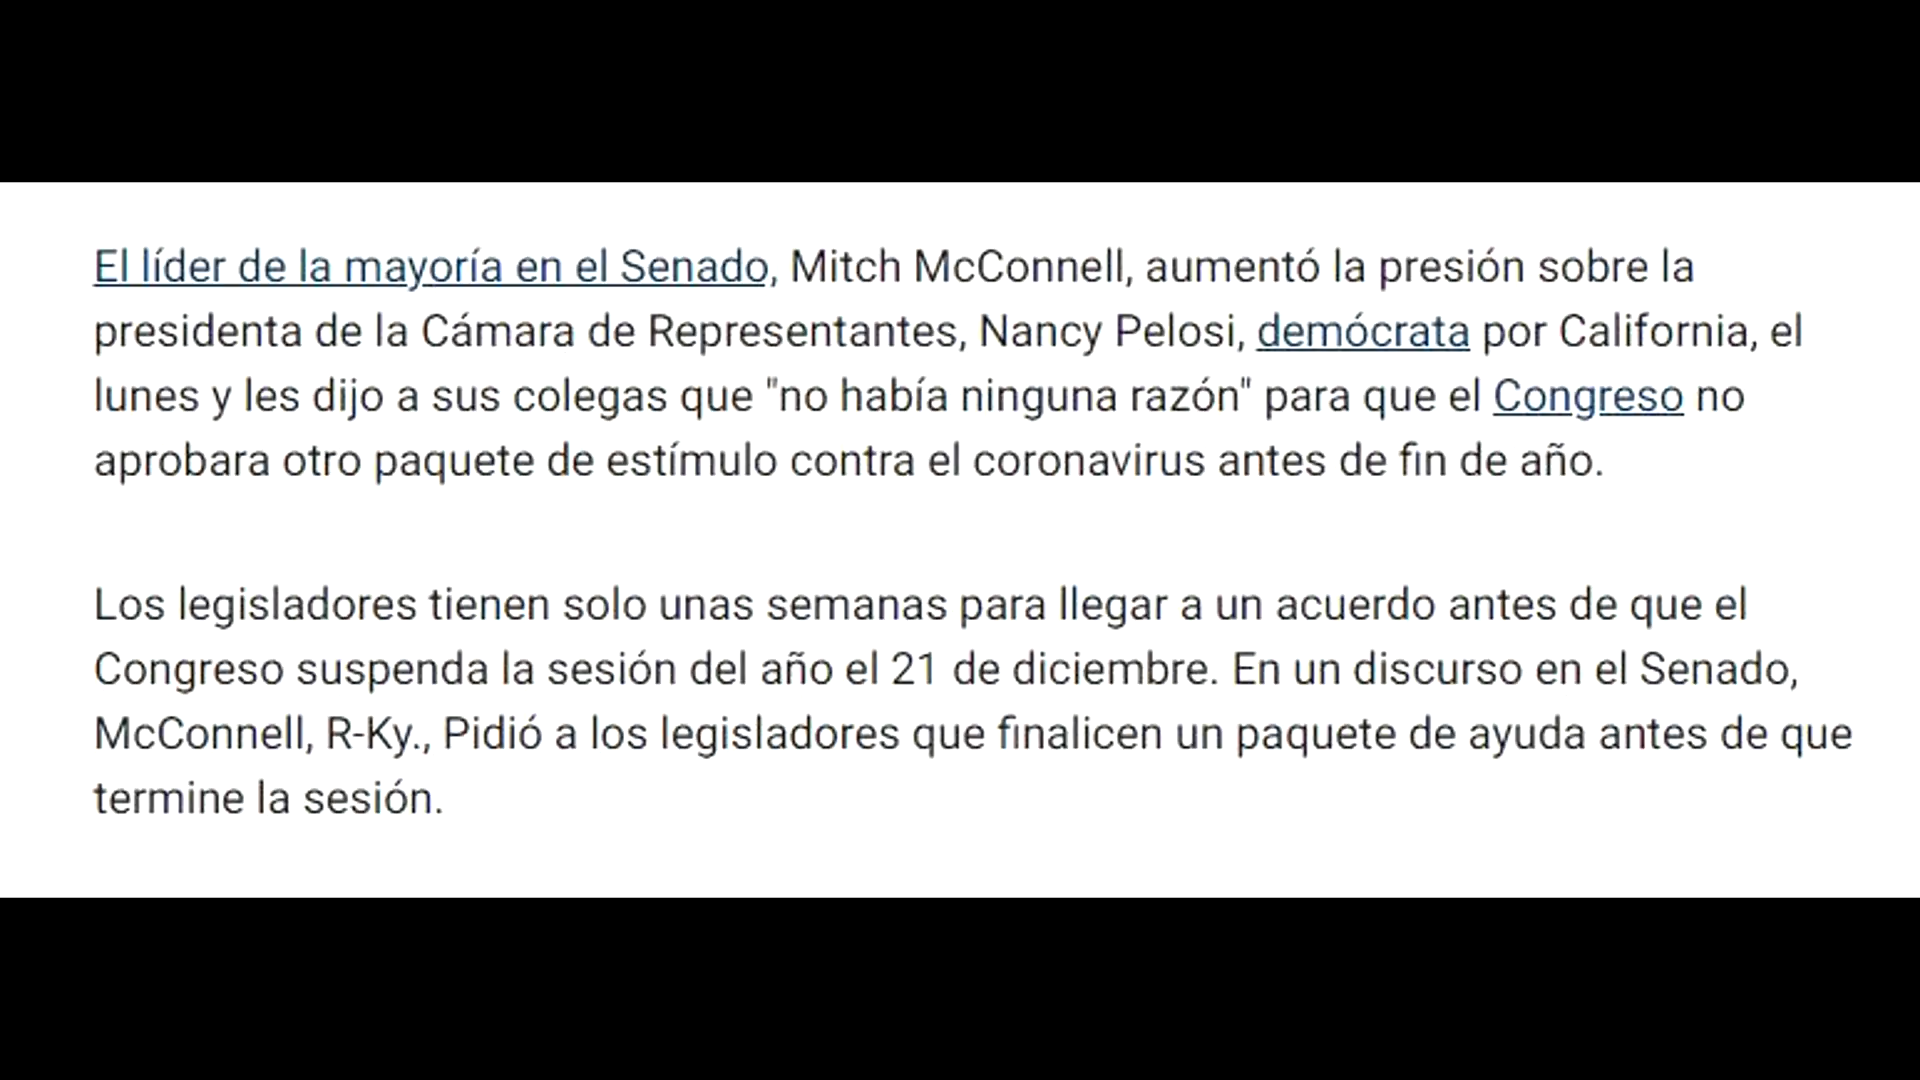 El líder de la mayoría en el Senado, Mitch McConnell, aumentó la presión sobre la
presidenta de la Cámara de Representantes, Nancy Pelosi, demócrata por California, el
lunes y les dijo a sus colegas que "no había ninguna razón" para que el Congreso no
aprobara otro paquete de estímulo contra el coronavirus antes de fin de año.
Los legisladores tienen solo unas semanas para llegar a un acuerdo antes de que el
Congreso suspenda la sesión del año el 21 de diciembre. En un discurso en el Senado,
McConnell, R-Ky., Pidió a los legisladores que finalicen un paquete de ayuda antes de que
termine la sesión.